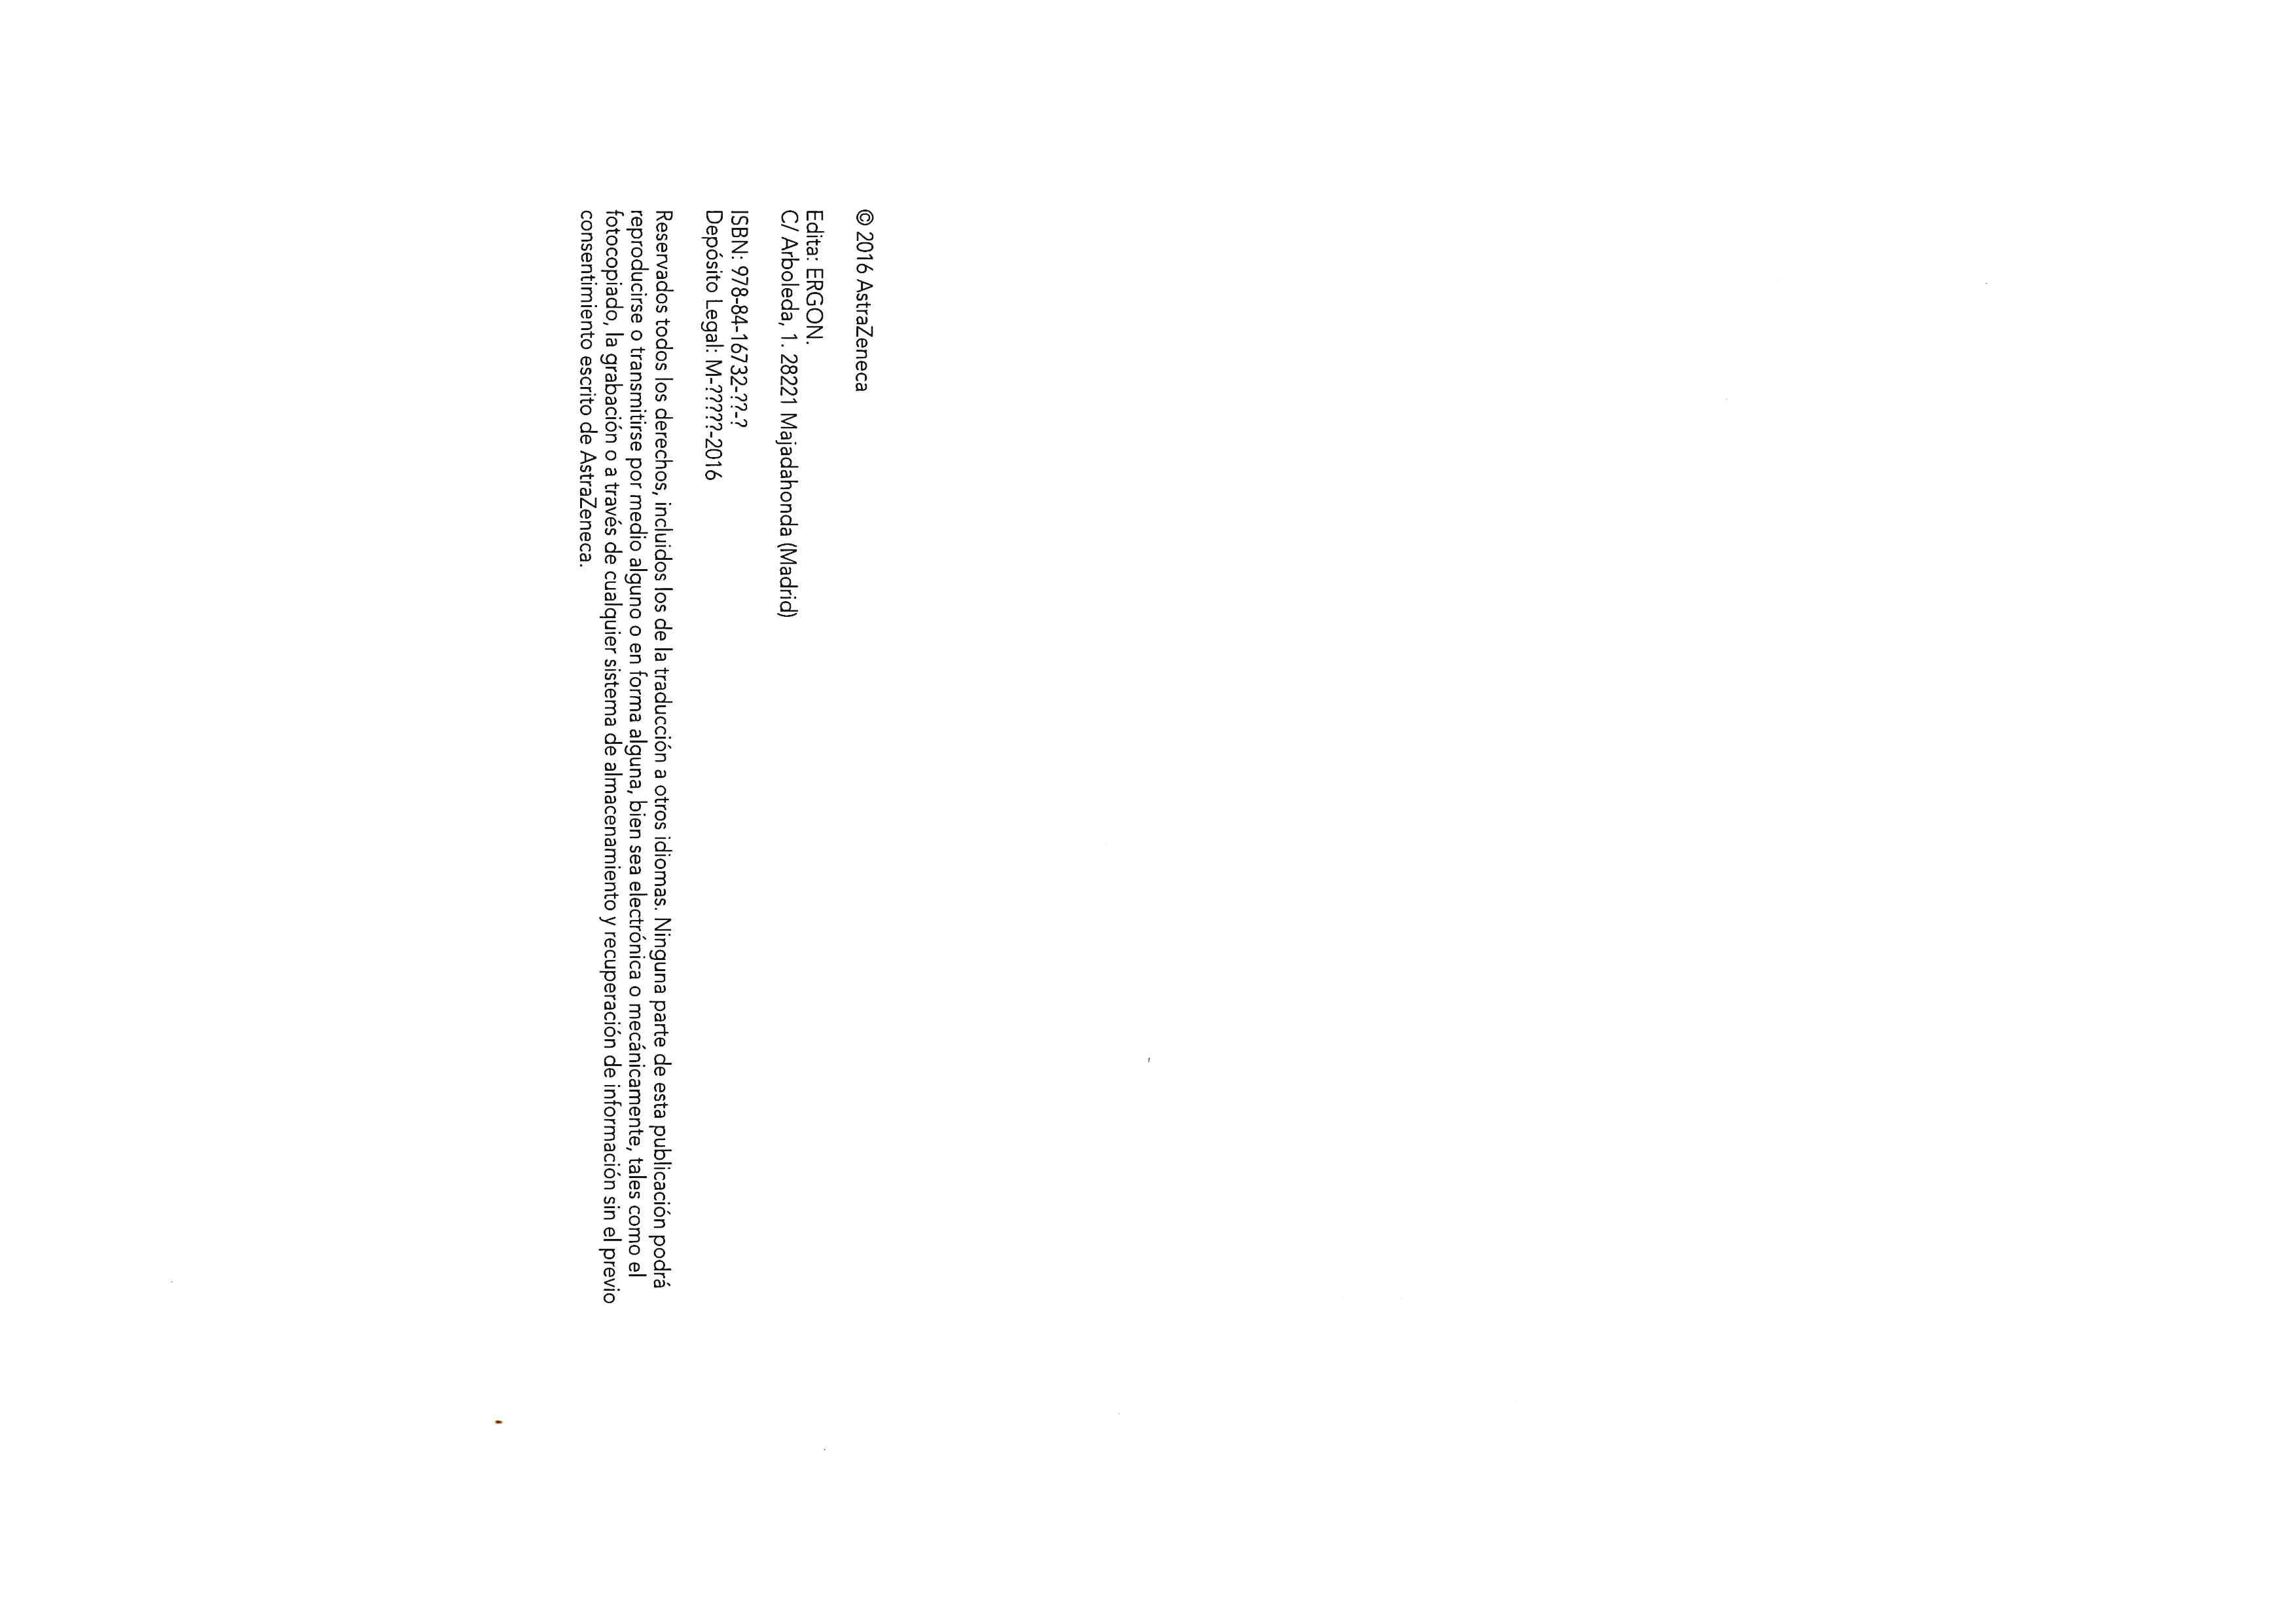 © 2016 AstraZeneca
Edita: ERGON.
C/ Arboleda, 1. 28221 Majadahonda (Madrid)
ISBN: 978-84-16732-??-?
Depósito Legal: M-?????-2016
Reservados todos los derechos, incluidos los de la traducción a otros idiomas. Ninguna parte de esta publicación podrá
reproducirse o transmitirse por medio alguno o en forma alguna, bien sea electrónica o mecánicamente, tales como el
fotocopiado, la grabación o a través de cualquier sistema de almacenamiento y recuperación de información sin el previo
consentimiento escrito de AstraZeneca.